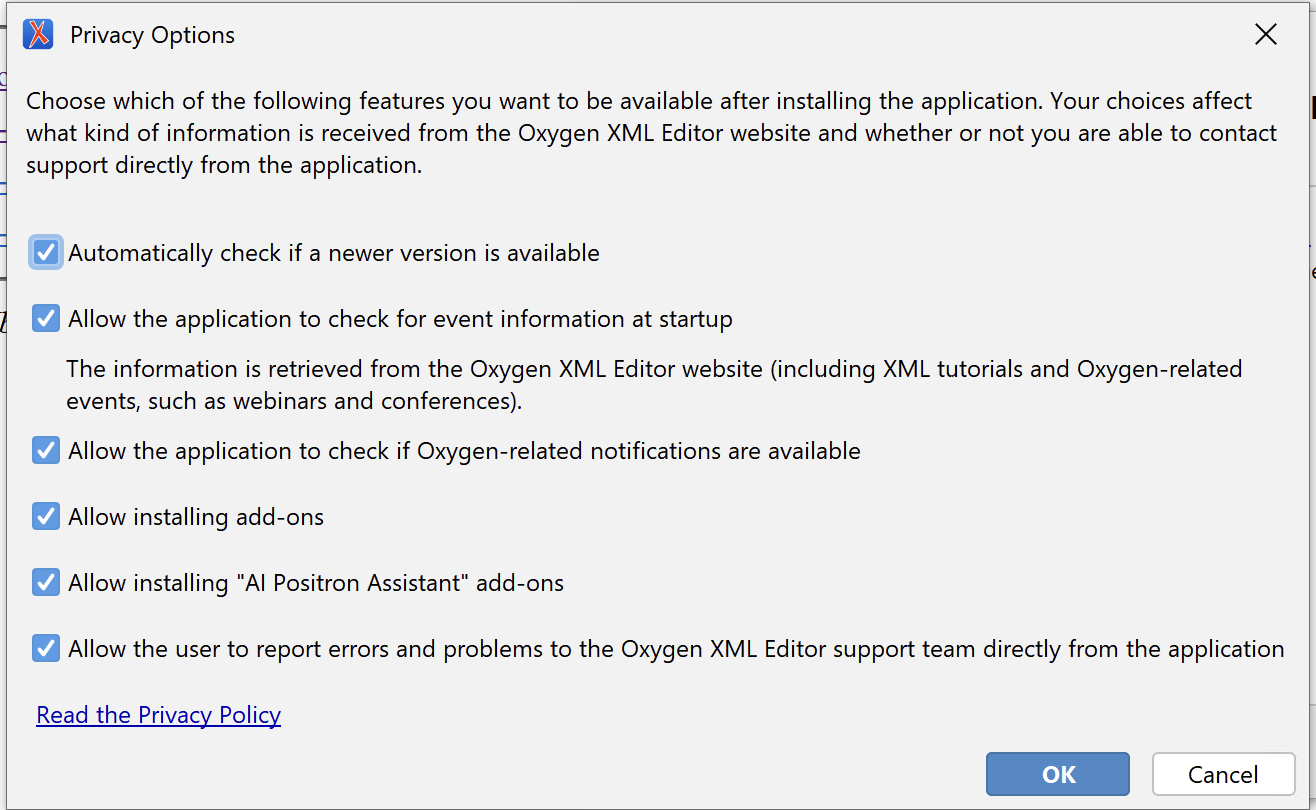 Privacy Options
Choose which of the following features you want to be available after installing the application. Your choices affect
what kind of information is received from the Oxygen XML Editor website and whether or not you are able to contact
support directly from the application.
Automatically check if a newer version is available
Allow the application to check for event information at startup
The information is retrieved from the Oxygen XML Editor website (including XML tutorials and Oxygen-related
events, such as webinars and conferences).
Allow the application to check if Oxygen-related notifications are available
Allow installing add-ons
Allow installing "AI Positron Assistant" add-ons
Allow the user to report errors and problems to the Oxygen XML Editor support team directly from the application
Read the Privacy Policy
OK
Cancel